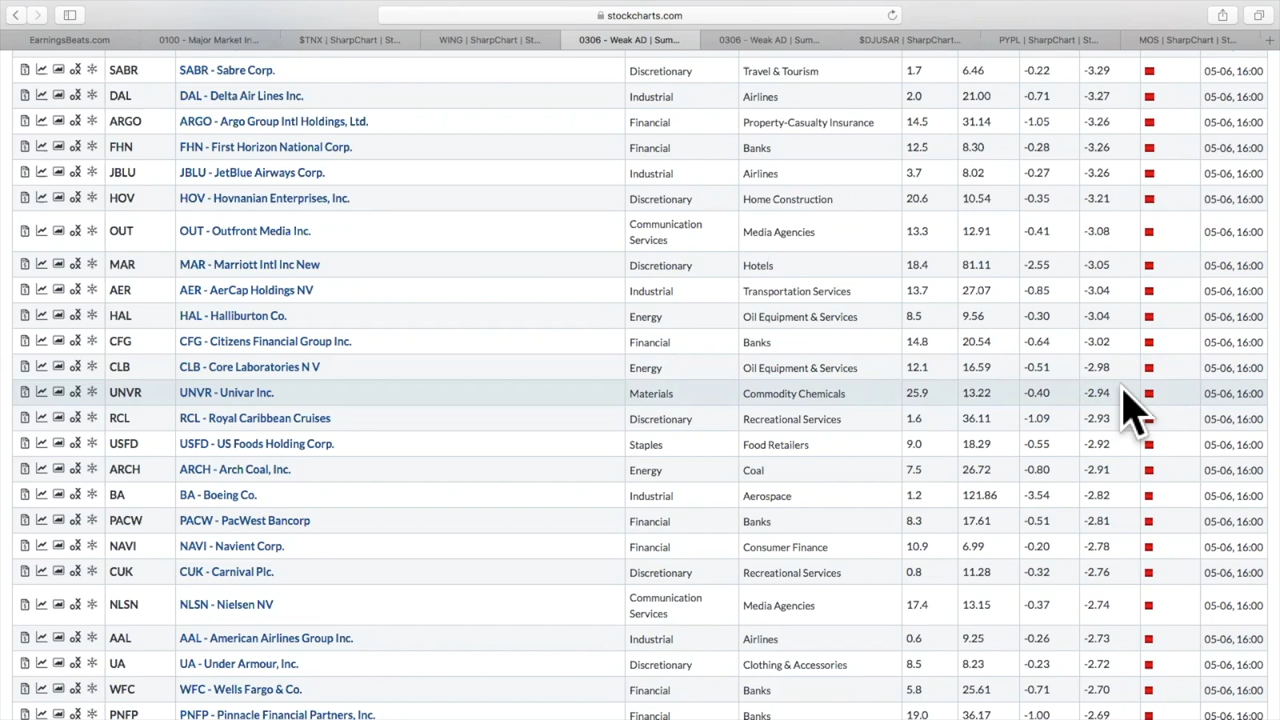 stockcharts.com
EarningsBeats.com 0100 - Major Market In... $TNX | SharpChart | St... WING | SharpChart | St... 0306 - Weak AD | Sum... 0306 - Weak AD | Sum... $DJUSAR | SharpChart... PYPL | SharpChart | St... MOS | SharpChart | St...
SABR SABR - Sabre Corp. Discretionary Travel & Tourism 1.7 6.46 -0.22 -3.29 05-06, 16:00
DAL DAL - Delta Air Lines Inc. Industrial Airlines 2.0 21.00 -0.71 -3.27 05-06, 16:00
ARGO ARGO - Argo Group Intl Holdings, Ltd. Financial Property-Casualty Insurance 14.5 31.14 -1.05 -3.26 05-06, 16:00
FHN FHN - First Horizon National Corp. Financial Banks 12.5 8.30 -0.28 -3.26 05-06, 16:00
JBLU JBLU - JetBlue Airways Corp. Industrial Airlines 3.7 8.02 -0.27 -3.26 05-06, 16:00
HOV HOV - Hovnanian Enterprises, Inc. Discretionary Home Construction 20.6 10.54 -0.35 -3.21 05-06, 16:00
OUT OUT - Outfront Media Inc. Communication Services Media Agencies 13.3 12.91 -0.41 -3.08 05-06, 16:00
MAR MAR - Marriott Intl Inc New Discretionary Hotels 18.4 81.11 -2.55 -3.05 05-06, 16:00
AER AER - AerCap Holdings NV Industrial Transportation Services 13.7 27.07 -0.85 -3.04 05-06, 16:00
HAL HAL - Halliburton Co. Energy Oil Equipment & Services 8.5 9.56 -0.30 -3.04 05-06, 16:00
CFG CFG - Citizens Financial Group Inc. Financial Banks 14.8 20.54 -0.64 -3.02 05-06, 16:00
CLB CLB - Core Laboratories N V Energy Oil Equipment & Services 12.1 16.59 -0.51 -2.98 05-06, 16:00
UNVR UNVR - Univar Inc. Materials Commodity Chemicals 25.9 13.22 -0.40 -2.94 05-06, 16:00
RCL RCL - Royal Caribbean Cruises Discretionary Recreational Services 1.6 36.11 -1.09 -2.93 05-06, 16:00
USFD USFD - US Foods Holding Corp. Staples Food Retailers 9.0 18.29 -0.55 -2.92 05-06, 16:00
ARCH ARCH - Arch Coal, Inc. Energy Coal 7.5 26.72 -0.80 -2.91 05-06, 16:00
BA BA - Boeing Co. Industrial Aerospace 1.2 121.86 -3.54 -2.82 05-06, 16:00
PACW PACW - PacWest Bancorp Financial Banks 8.3 17.61 -0.51 -2.81 05-06, 16:00
NAVI NAVI - Navient Corp. Financial Consumer Finance 10.9 6.99 -0.20 -2.78 05-06, 16:00
CUK CUK - Carnival Plc. Discretionary Recreational Services 0.8 11.28 -0.32 -2.76 05-06, 16:00
NLSN NLSN - Nielsen NV Communication Services Media Agencies 17.4 13.15 -0.37 -2.74 05-06, 16:00
AAL AAL - American Airlines Group Inc. Industrial Airlines 0.6 9.25 -0.26 -2.73 05-06, 16:00
UA UA - Under Armour, Inc. Discretionary Clothing & Accessories 8.5 8.23 -0.23 -2.72 05-06, 16:00
WFC WFC - Wells Fargo & Co. Financial Banks 5.8 25.61 -0.71 -2.70 05-06, 16:00
PNFP PNFP - Pinnacle Financial Partners, Inc. Financial Banks 19.0 36.17 -1.00 -2.69 05-06, 16:00